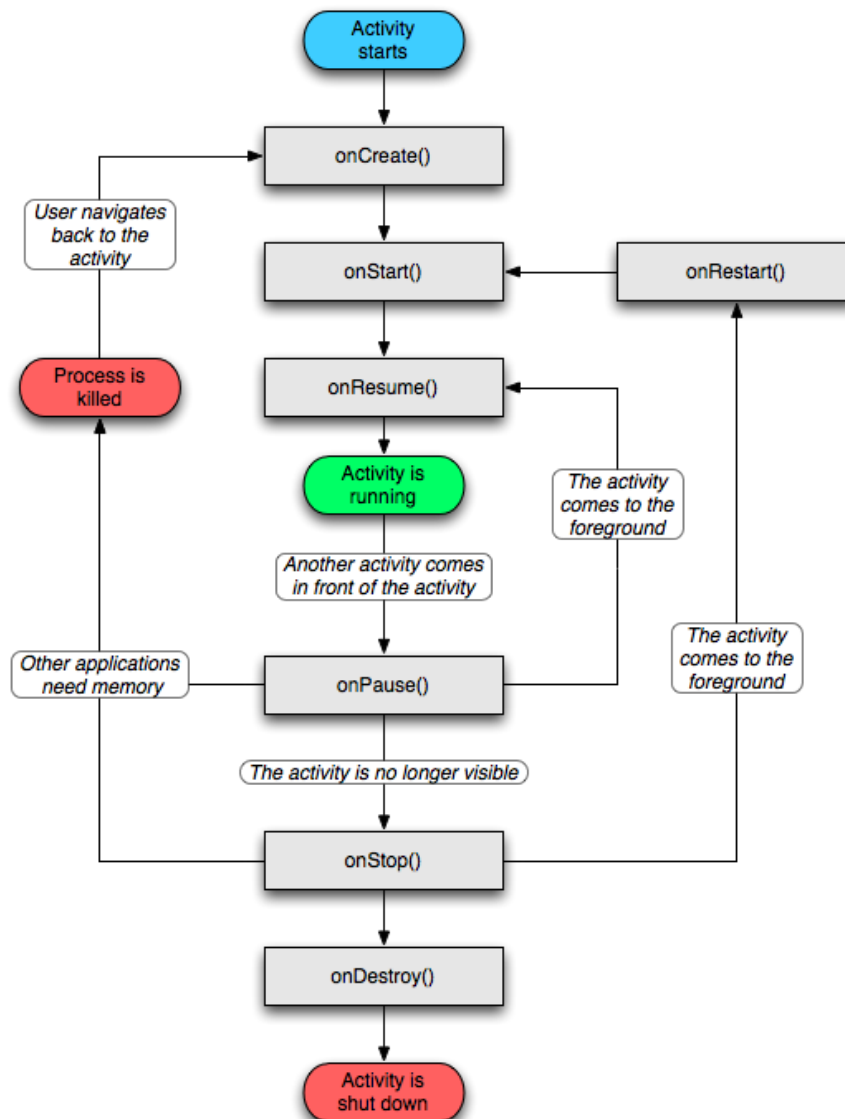 Activity
starts
onCreate()
User navigates
back to the
activity
onStart()
onRestart()
Process is
killed
onResume()
Activity is
running
The activity
comes to the
foreground
Another activity comes
in front of the activity
The activity
comes to the
foreground
Other applications
need memory
onPause()
The activity is no longer visible
onStop()
onDestroy()
Activity is
shut down